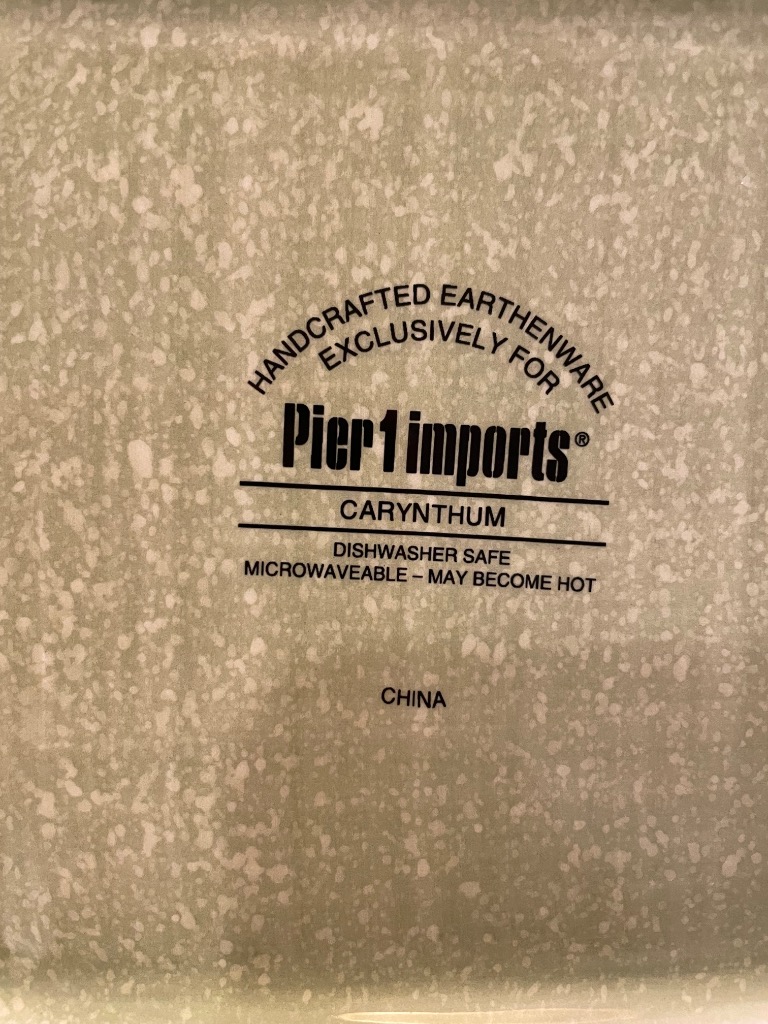 HANDCRAFTED EARTHENWARE
EXCLUSIVELY FOR
Pier 1 imports®
CARYNTHUM
DISHWASHER SAFE
MICROWAVEABLE – MAY BECOME HOT
CHINA